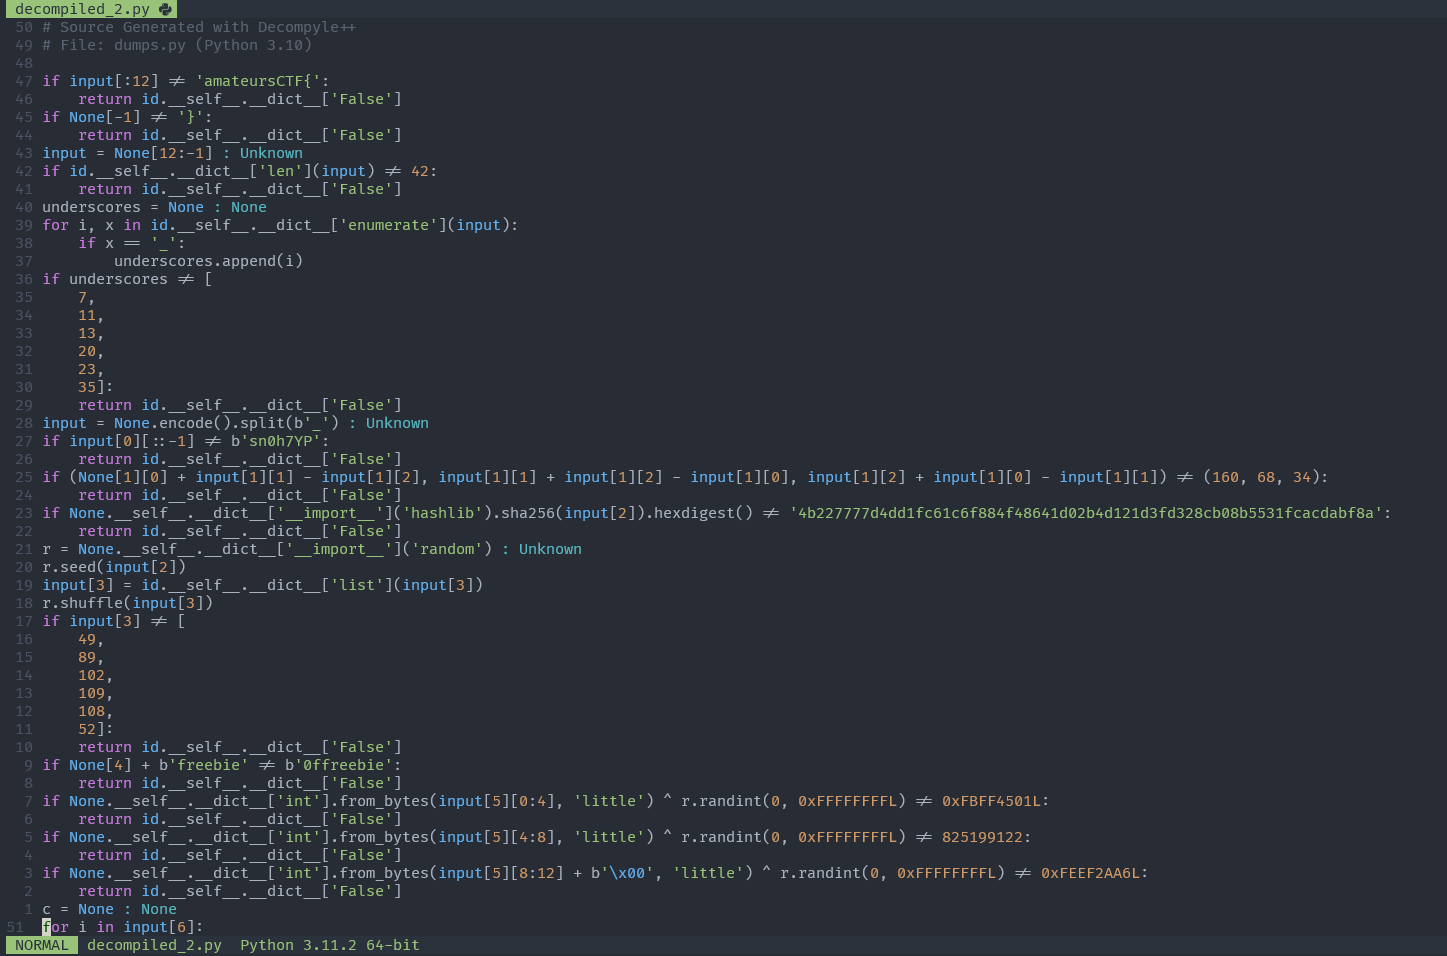 decompiled_2.py
50 # Source Generated with Decompyle++
49 # File: dumps.py (Python 3.10)
48
47 if input[:12] != 'amateursCTF{':
46     return id.__self__.__dict__['False']
45 if None[-1] != '}':
44     return id.__self__.__dict__['False']
43 input = None[12:-1] : Unknown
42 if id.__self__.__dict__['len'](input) != 42:
41     return id.__self__.__dict__['False']
40 underscores = None : None
39 for i, x in id.__self__.__dict__['enumerate'](input):
38     if x == '_':
37         underscores.append(i)
36 if underscores != [
35     7,
34     11,
33     13,
32     20,
31     23,
30     35]:
29     return id.__self__.__dict__['False']
28 input = None.encode().split(b'_') : Unknown
27 if input[0][::-1] != b'sn0h7YP':
26     return id.__self__.__dict__['False']
25 if (None[1][0] + input[1][1] - input[1][2], input[1][1] + input[1][2] - input[1][0], input[1][2] + input[1][0] - input[1][1]) != (160, 68, 34):
24     return id.__self__.__dict__['False']
23 if None.__self__.__dict__['__import__']('hashlib').sha256(input[2]).hexdigest() != '4b227777d4dd1fc61c6f884f48641d02b4d121d3fd328cb08b5531fcacdabf8a':
22     return id.__self__.__dict__['False']
21 r = None.__self__.__dict__['__import__']('random') : Unknown
20 r.seed(input[2])
19 input[3] = id.__self__.__dict__['list'](input[3])
18 r.shuffle(input[3])
17 if input[3] != [
16     49,
15     89,
14     102,
13     109,
12     108,
11     52]:
10     return id.__self__.__dict__['False']
9 if None[4] + b'freebie' != b'0ffreebie':
8     return id.__self__.__dict__['False']
7 if None.__self__.__dict__['int'].from_bytes(input[5][0:4], 'little') ^ r.randint(0, 0xFFFFFFFFL) != 0xFBFF4501L:
6     return id.__self__.__dict__['False']
5 if None.__self__.__dict__['int'].from_bytes(input[5][4:8], 'little') ^ r.randint(0, 0xFFFFFFFFL) != 825199122:
4     return id.__self__.__dict__['False']
3 if None.__self__.__dict__['int'].from_bytes(input[5][8:12] + b'\x00', 'little') ^ r.randint(0, 0xFFFFFFFFL) != 0xFEEF2AA6L:
2     return id.__self__.__dict__['False']
1 c = None : None
51 for i in input[6]:
NORMAL decompiled_2.py Python 3.11.2 64-bit